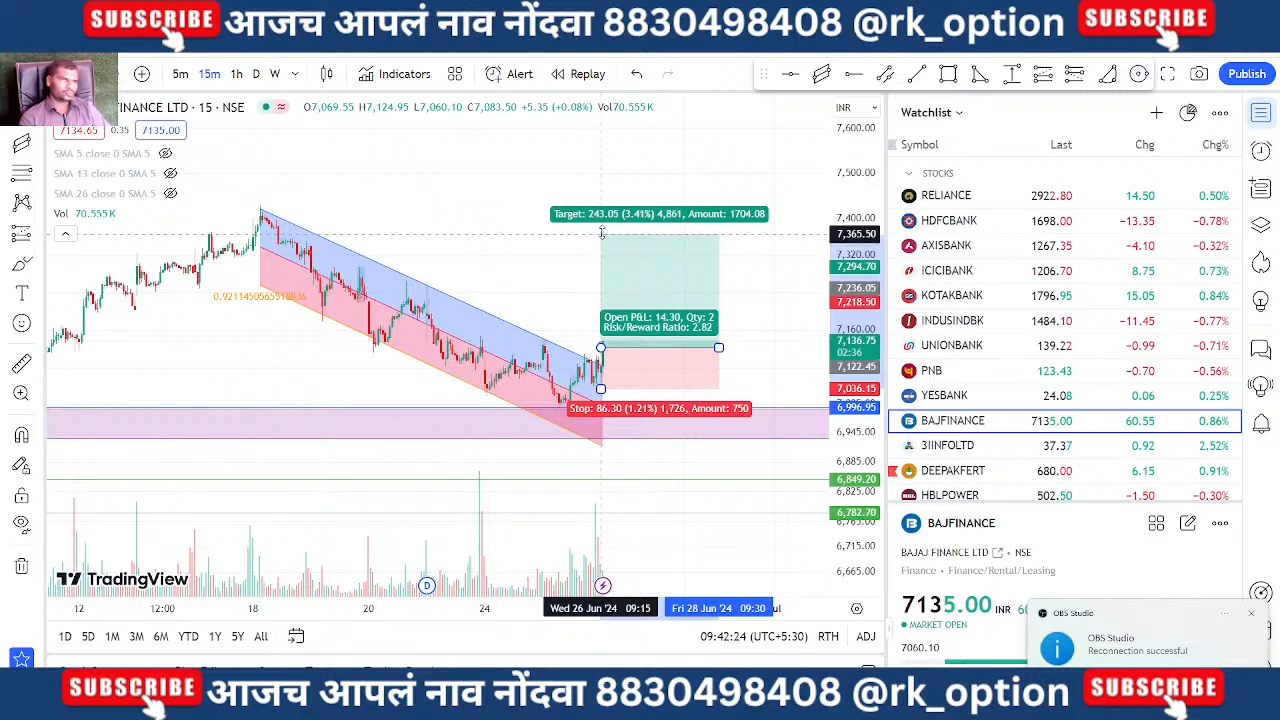 SUBSCRIBE आजच आपलं नाव नोंदवा 8830498408 @rk_option SUBSCRIBE
5m 15m 1h D W Indicators Alert Replay Publish
FINANCE LTD · 15 · NSE O7,069.55 H7,124.95 L7,060.10 C7,083.50 +5.35 (+0.08%) Vol70.555 K INR
7134.65 0.35 7135.00
SMA 5 close 0 SMA 5
SMA 13 close 0 SMA 5
SMA 26 close 0 SMA 5
Vol 70.555 K
Target: 243.05 (3.41%) 4,861, Amount: 1704.08
0.9211450565518836
Open P&L: 14.30, Qty: 2
Risk/Reward Ratio: 2.82
Stop: 86.30 (1.21%) 1,726, Amount: 750
7,600.00
7,500.00
7,400.00
7,365.50
7,320.00
7,294.70
7,236.05
7,218.50
7,160.00
7,136.75
02:36
7,122.45
7,036.15
6,996.95
6,945.00
6,885.00
6,849.20
6,825.00
6,782.70
6,765.00
6,715.00
6,665.00
TradingView
D
12 12:00 18 20 24 Wed 26 Jun '24 09:15 Fri 28 Jun '24 09:30 ul
1D 5D 1M 3M 6M YTD 1Y 5Y All 09:42:24 (UTC+5:30) RTH ADJ
Watchlist
Symbol Last Chg Chg%
STOCKS
RELIANCE 2922.80 14.50 0.50%
HDFCBANK 1698.00 −13.35 −0.78%
AXISBANK 1267.35 −4.10 −0.32%
ICICIBANK 1206.70 8.75 0.73%
KOTAKBANK 1796.95 15.05 0.84%
INDUSINDBK 1484.10 −11.45 −0.77%
UNIONBANK 139.22 −0.99 −0.71%
PNB 123.43 −0.70 −0.56%
YESBANK 24.08 0.06 0.25%
BAJFINANCE 7135.00 60.55 0.86%
3IINFOLTD 37.37 0.92 2.52%
DEEPAKFERT 680.00 6.15 0.91%
HBLPOWER 502.50 −1.50 −0.30%
BAJFINANCE
BAJAJ FINANCE LTD • NSE
Finance • Finance/Rental/Leasing
7135.00 INR
MARKET OPEN
7060.10
OBS Studio
OBS Studio
Reconnection successful
SUBSCRIBE आजच आपलं नाव नोंदवा 8830498408 @rk_option SUBSCRIBE